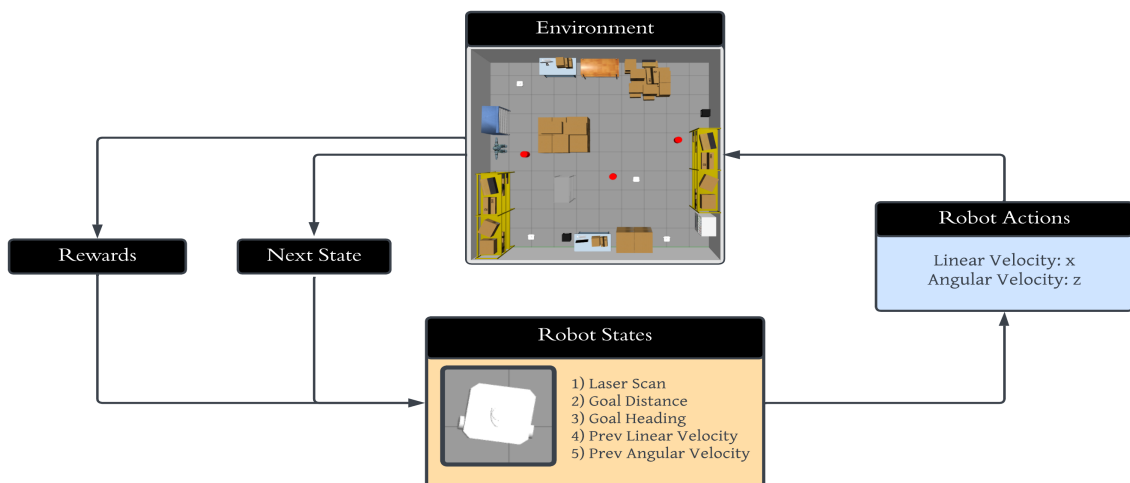 Environment
Rewards
Next State
Robot Actions
Linear Velocity: x
Angular Velocity: z
Robot States
1) Laser Scan
2) Goal Distance
3) Goal Heading
4) Prev Linear Velocity
5) Prev Angular Velocity